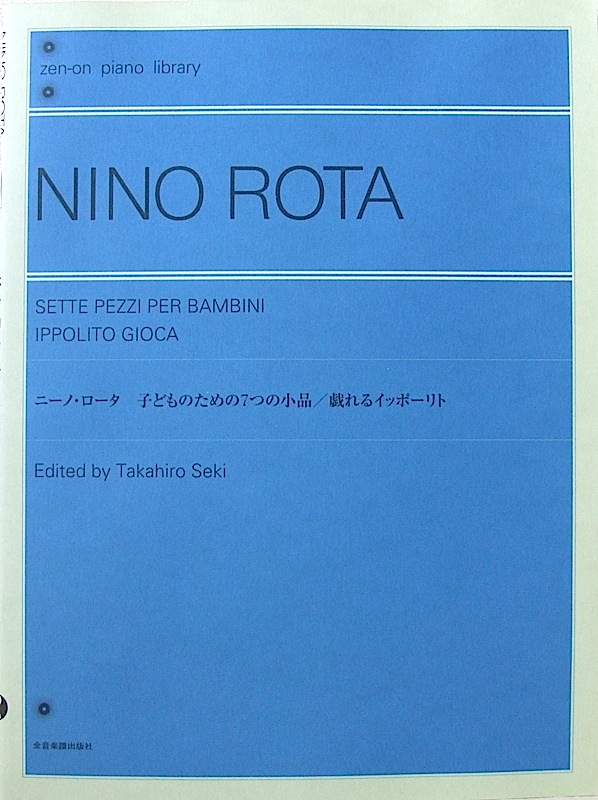 zen-on piano library
NINO ROTA
SETTE PEZZI PER BAMBINI
IPPOLITO GIOCA
ニーノ・ロータ 子どものための7つの小品／戯れるイッポーリト
Edited by Takahiro Seki
全音楽譜出版社
NINO ROTA